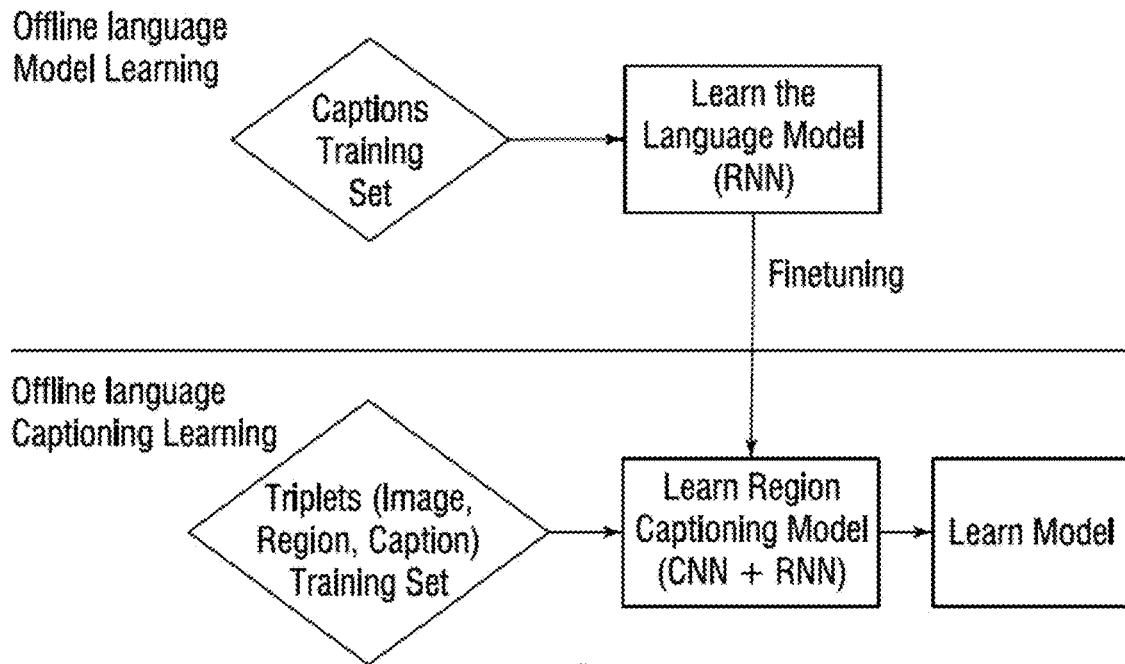 Offline language
Model Learning
Captions
Training
Set
Learn the
Language Model
(RNN)
Finetuning
Offline language
Captioning Learning
Triplets (Image,
Region, Caption)
Training Set
Learn Region
Captioning Model
(CNN + RNN)
Learn Model